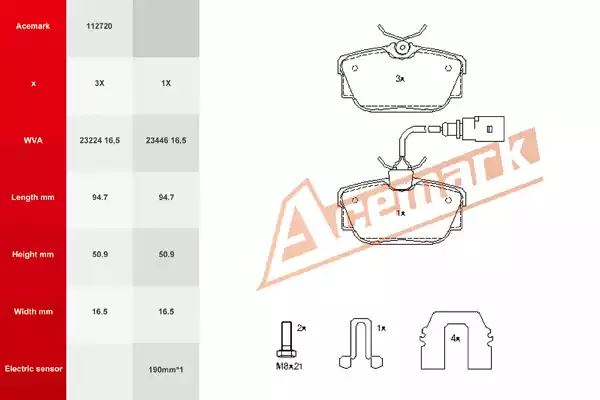 Acemark 112720
x 3X 1X
WVA 23224 16,5 23446 16,5
Length mm 94.7 94.7
Height mm 50.9 50.9
Width mm 16.5 16.5
Electric sensor 190mm*1
3x
1x
Acemark
2x
M8x21
1x
4x